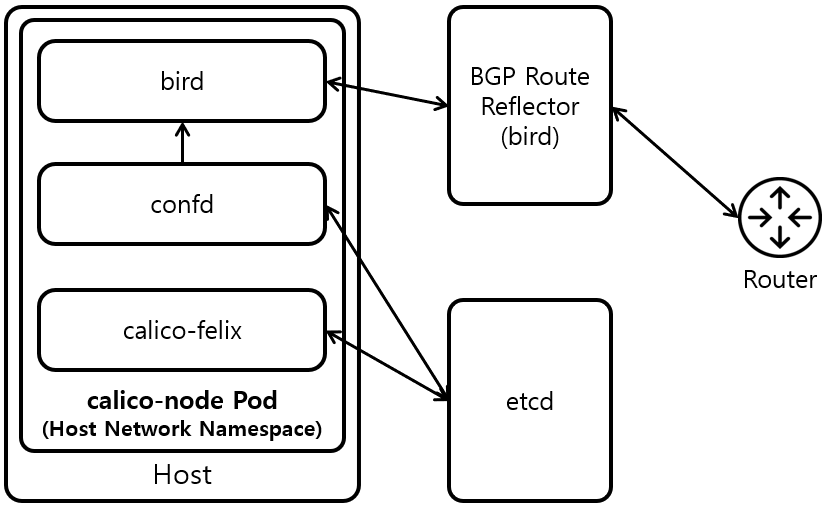 bird
confd
calico-felix
calico-node Pod
(Host Network Namespace)
Host
BGP Route
Reflector
(bird)
etcd
Router